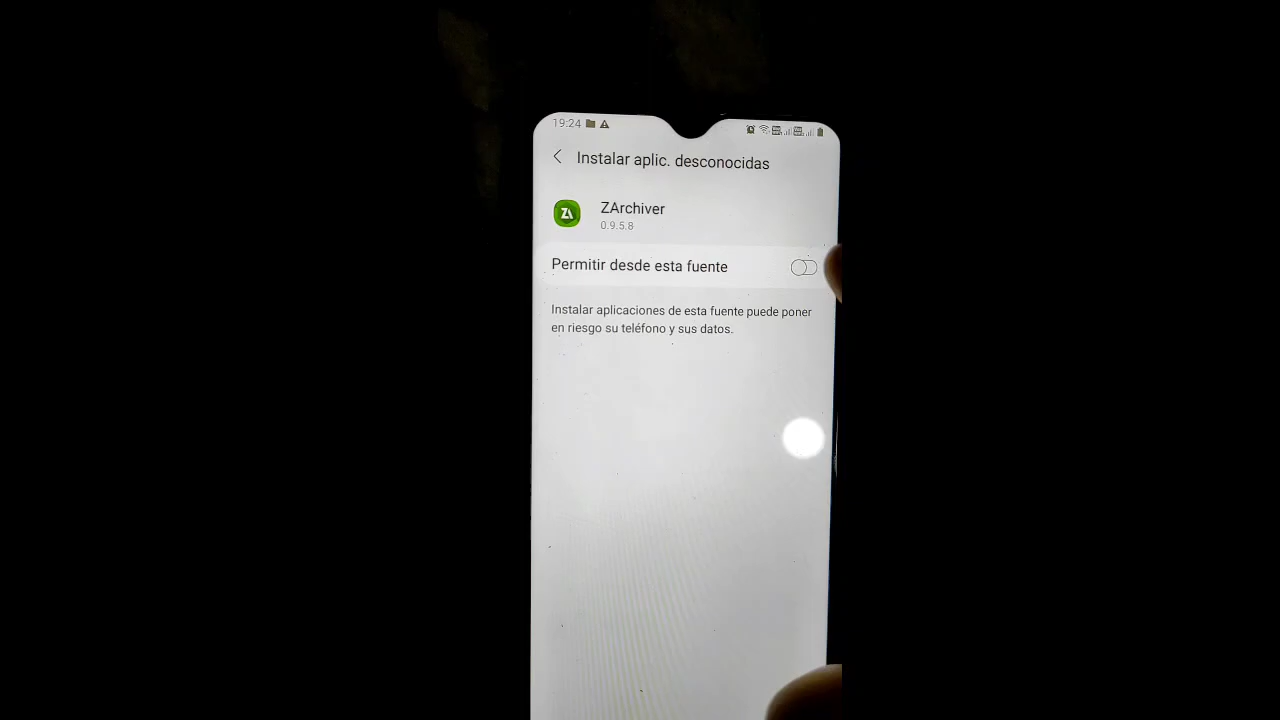 19:24
Instalar aplic. desconocidas
ZA
ZArchiver
0.9.5.8
Permitir desde esta fuente
Instalar aplicaciones de esta fuente puede poner
en riesgo su teléfono y sus datos.